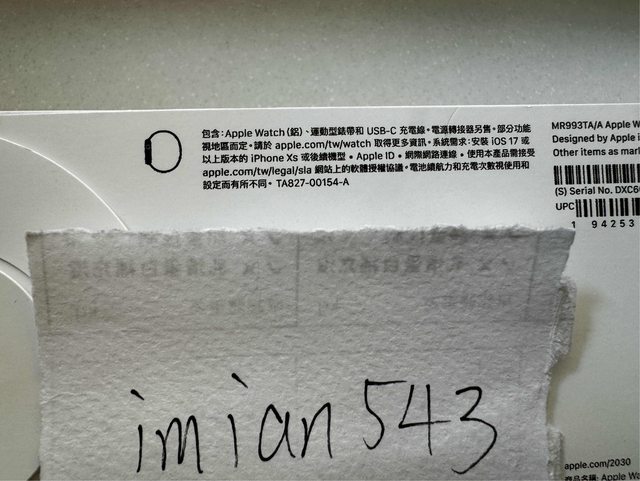 包含:Apple Watch (鋁)、運動型錶帶和 USB-C 充電線。電源轉接器另售。部分功能
視地區而定。請於 apple.com/tw/watch 取得更多資訊。系統需求:安裝 iOS 17 或
以上版本的 iPhone Xs 或後續機型•Apple ID•網際網路連線。使用本產品需接受
apple.com/tw/legal/sla 網站上的軟體授權協議。電池續航力和充電次數視使用和
設定而有所不同。TA827-00154-A
MR993TA/A Apple W
Designed by Apple i
Other items as mar
(S) Serial No. DXC6
UPC
1 94253
imian543
apple.com/2030
產品名稱: Apple Wa